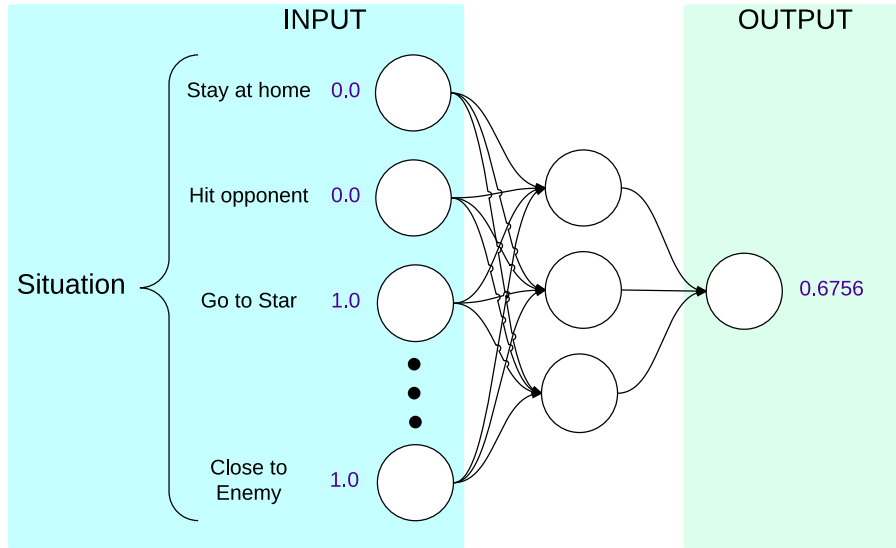 INPUT
OUTPUT
Stay at home 0.0
Hit opponent 0.0
Situation
Go to Star 1.0
0.6756
Close to
Enemy
1.0